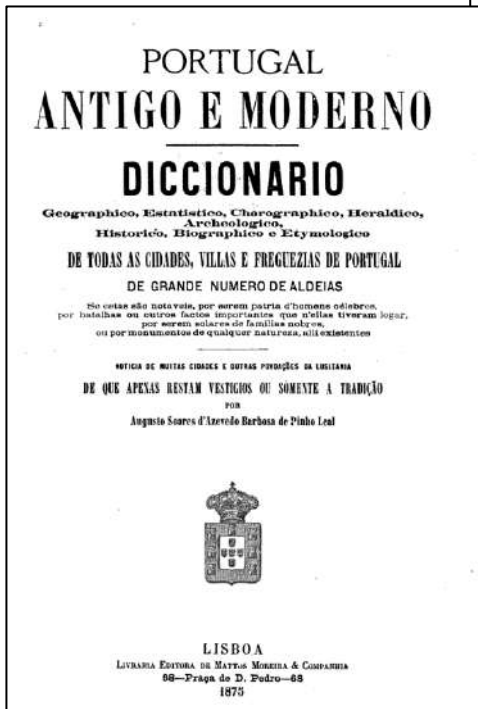 PORTUGAL
ANTIGO E MODERNO
DICCIONARIO
Geographico, Estatistico, Chorographico, Heraldico,
Archeologico,
Historico, Biographico e Etymologico
DE TODAS AS CIDADES, VILLAS E FREGUEZIAS DE PORTUGAL
DE GRANDE NUMERO DE ALDEIAS
Se estas são notaveis, por serem patria d'homens célebres,
por batalhas ou outros factos importantes que n'ellas tiveram logar,
por serem solares de familias nobres,
ou por monumentos de qualquer natureza, alli existentes
NOTICIA DE MUITAS CIDADES E OUTRAS POVOAÇÕES DA LUSITANIA
DE QUE APENAS RESTAM VESTIGIOS OU SÓMENTE A TRADIÇÃO
POR
Augusto Soares d'Azevedo Barbosa de Pinho Leal
LISBOA
LIVRARIA EDITORA DE MATTOS MOREIRA & COMPANHIA
68—Praça de D. Pedro—68
1875